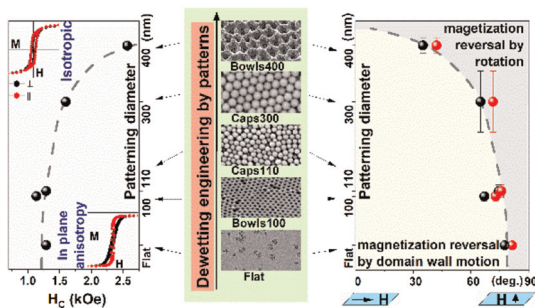 M
H
Isotropic
⊥
||
(nm)
400
300
110
100
Flat
Patterning diameter
In plane
anisotropy
M
H
1.0
1.5
2.0
2.5
H_C (kOe)
Dewetting engineering by patterns
Bowls400
Caps300
Caps110
Bowls100
Flat
magnetization
reversal by
rotation
(nm)
400
300
110
100
Flat
Patterning diameter
magnetization reversal
by domain wall motion
0
30
50
70
(deg.) 90
H
H